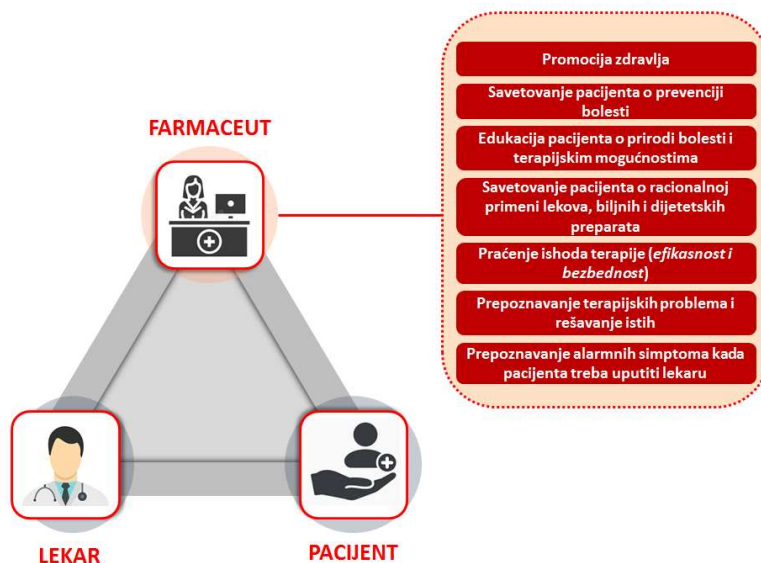 Promocija zdravlja
Savetovanje pacijenta o prevenciji
bolesti
Edukacija pacijenta o prirodi bolesti i
terapijskim mogućnostima
Savetovanje pacijenta o racionalnoj
primeni lekova, biljnih i dijetetskih
preparata
Praćenje ishoda terapije (efikasnost i
bezbednost)
Prepoznavanje terapijskih problema i
rešavanje istih
Prepoznavanje alarmnih simptoma kada
pacijenta treba uputiti lekaru
FARMACEUT
LEKAR
PACIJENT